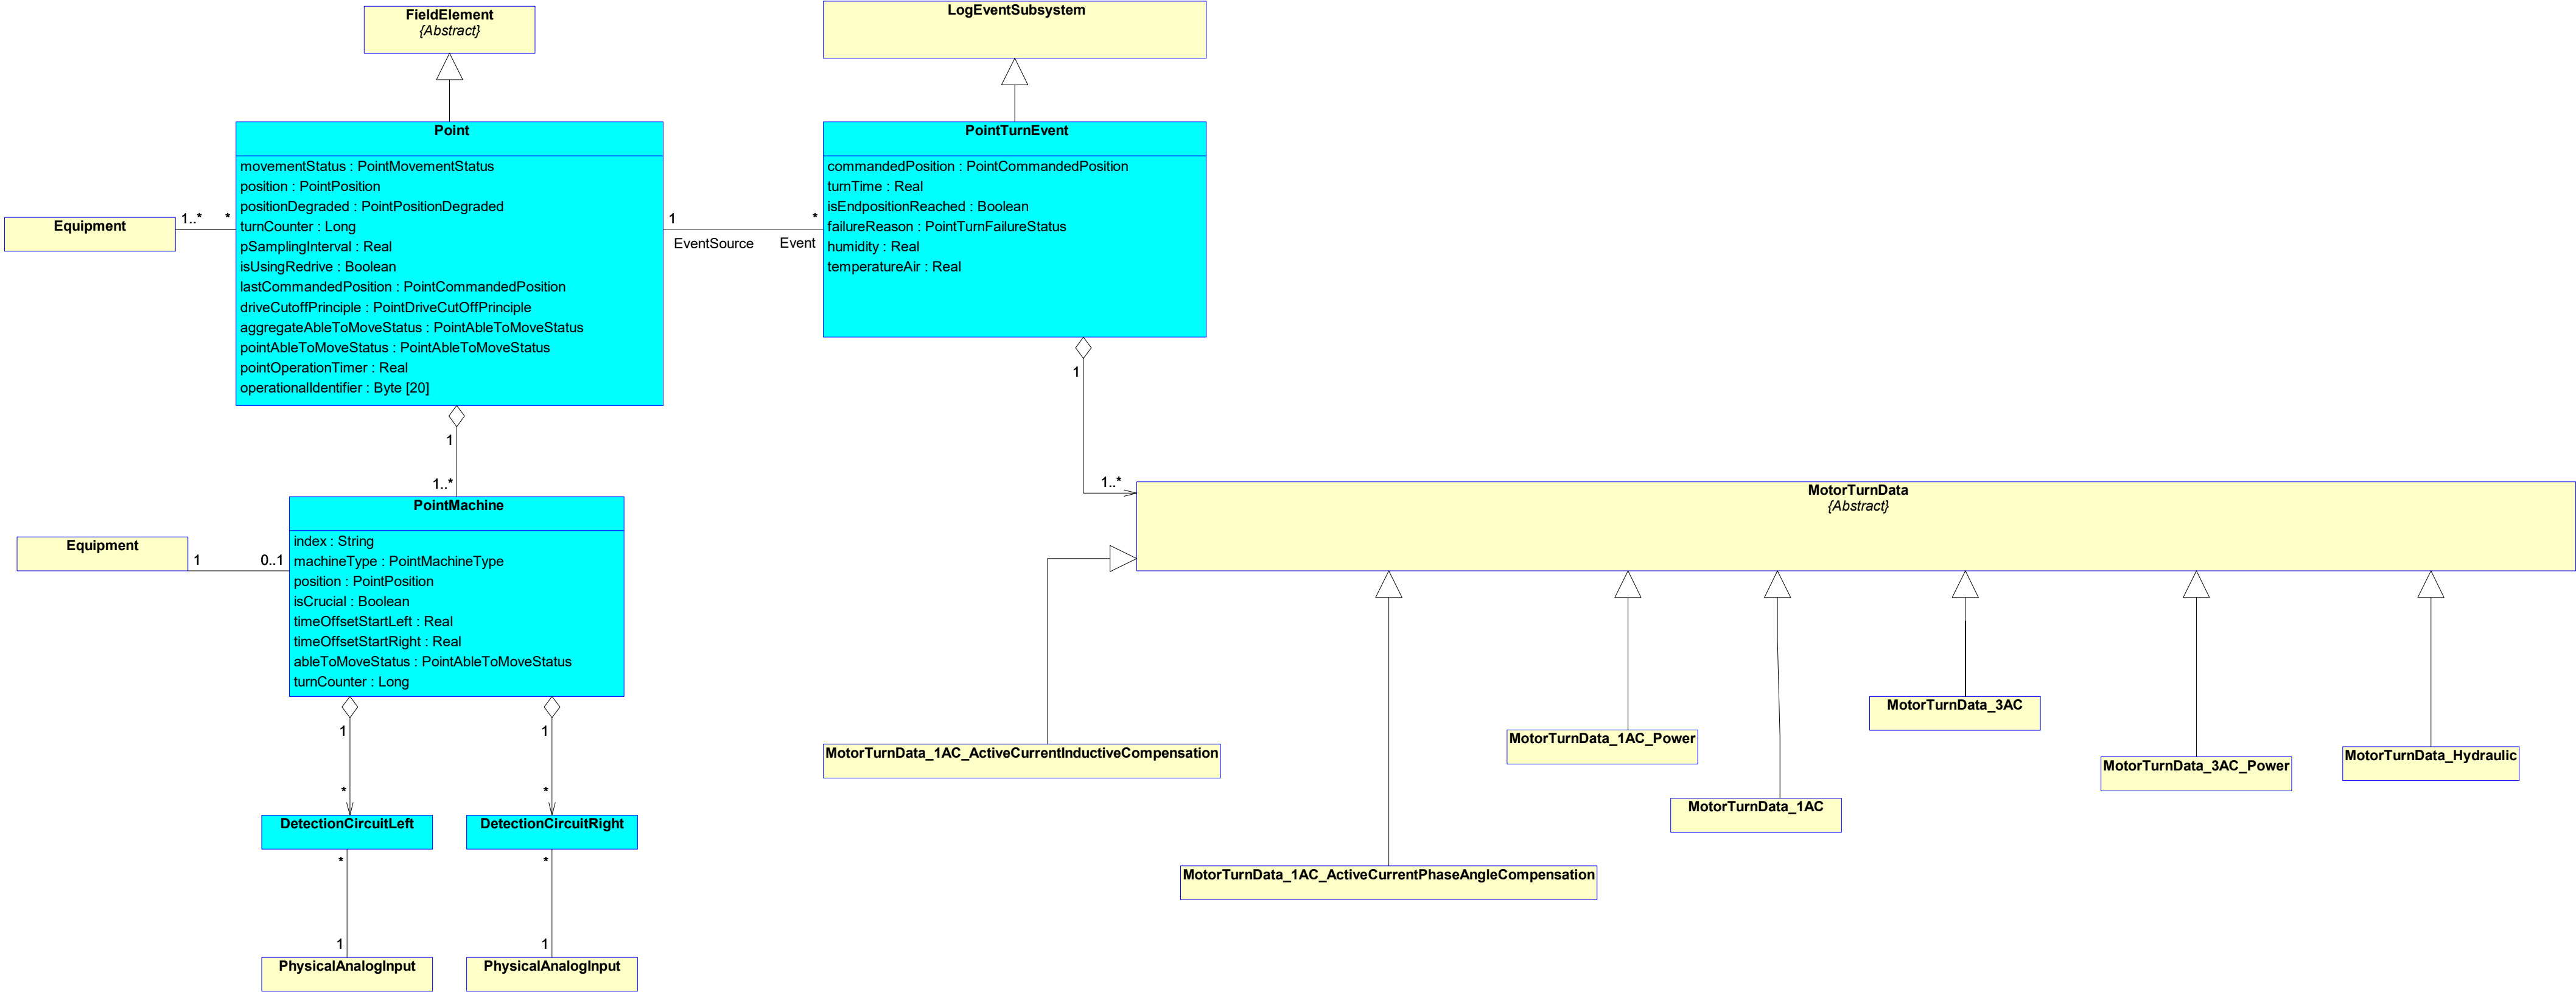 FieldElement
{Abstract}
LogEventSubsystem
Point
movementStatus : PointMovementStatus
position : PointPosition
positionDegraded : PointPositionDegraded
turnCounter : Long
pSamplingInterval : Real
isUsingRedrive : Boolean
lastCommandedPosition : PointCommandedPosition
driveCutoffPrinciple : PointDriveCutOffPrinciple
aggregateAbleToMoveStatus : PointAbleToMoveStatus
pointAbleToMoveStatus : PointAbleToMoveStatus
pointOperationTimer : Real
operationalIdentifier : Byte [20]
PointTurnEvent
commandedPosition : PointCommandedPosition
turnTime : Real
isEndpositionReached : Boolean
failureReason : PointTurnFailureStatus
humidity : Real
temperatureAir : Real
Equipment
1..*
*
1
*
EventSource
Event
1
1..*
1
1..*
PointMachine
index : String
machineType : PointMachineType
position : PointPosition
isCrucial : Boolean
timeOffsetStartLeft : Real
timeOffsetStartRight : Real
ableToMoveStatus : PointAbleToMoveStatus
turnCounter : Long
Equipment
1
0..1
MotorTurnData
{Abstract}
1
*
1
*
DetectionCircuitLeft
DetectionCircuitRight
*
1
*
1
PhysicalAnalogInput
PhysicalAnalogInput
MotorTurnData_1AC_ActiveCurrentInductiveCompensation
MotorTurnData_1AC_ActiveCurrentPhaseAngleCompensation
MotorTurnData_1AC_Power
MotorTurnData_1AC
MotorTurnData_3AC
MotorTurnData_3AC_Power
MotorTurnData_Hydraulic